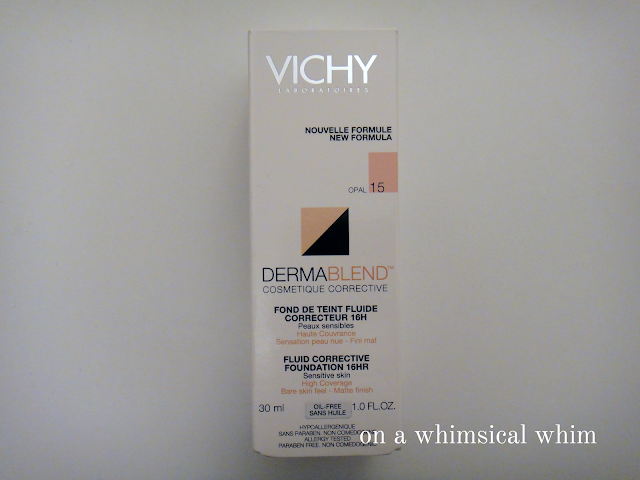 VICHY
LABORATOIRES
NOUVELLE FORMULE
NEW FORMULA
OPAL 15
DERMABLEND™
COSMETIQUE CORRECTIVE
FOND DE TEINT FLUIDE
CORRECTEUR 16H
Peaux sensibles
Haute Couvrance
Sensation peau nue - Fini mat
FLUID CORRECTIVE
FOUNDATION 16HR
Sensitive skin
High Coverage
Bare skin feel - Matte finish
30 ml OIL-FREE SANS HUILE 1.0 FL.OZ.
HYPOALLERGENIQUE
SANS PARABEN. NON COMEDOGENE
ALLERGY TESTED
PARABEN FREE. NON COMEDOGENIC
on a whimsical whim